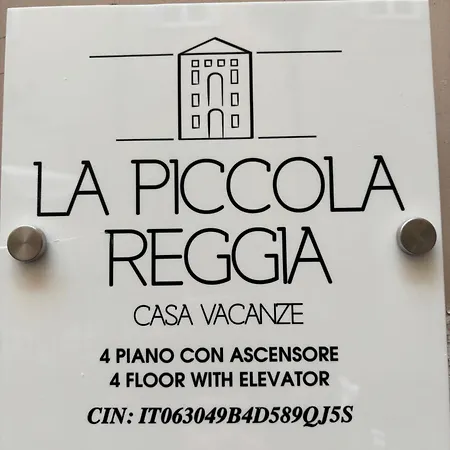 LA PICCOLA
REGGIA
CASA VACANZE
4 PIANO CON ASCENSORE
4 FLOOR WITH ELEVATOR
CIN: IT063049B4D589QJ5S